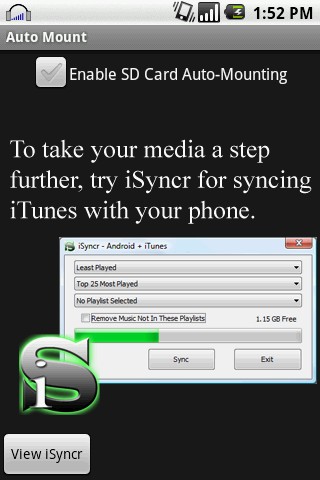 1:52 PM
Auto Mount
Enable SD Card Auto-Mounting
To take your media a step
further, try iSyncr for syncing
iTunes with your phone.
iSyncr - Android + iTunes
Least Played
Top 25 Most Played
No Playlist Selected
Remove Music Not In These Playlists
1.15 GB Free
Sync
Exit
iS
View iSyncr